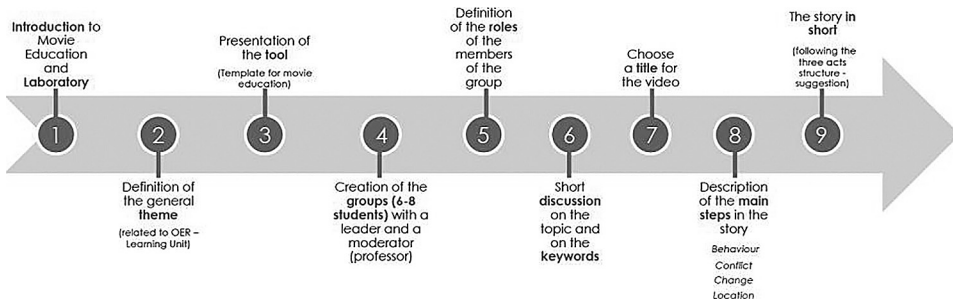 Introduction to
Movie
Education
and
Laboratory
1
Definition of
the general
theme
(related to OER –
Learning Unit)
2
Presentation of
the tool
(Template for movie
education)
3
Creation of the
groups (6-8
students) with a
leader and a
moderator
(professor)
4
Definition
of the roles
of the
members
of the
group
5
Short
discussion
on the
topic and
on the
keywords
6
Choose
a title for
the video
7
Description
of the main
steps in the
story
Behaviour
Conflict
Change
Location
8
The story in
short
(following the
three acts
structure -
suggestion)
9